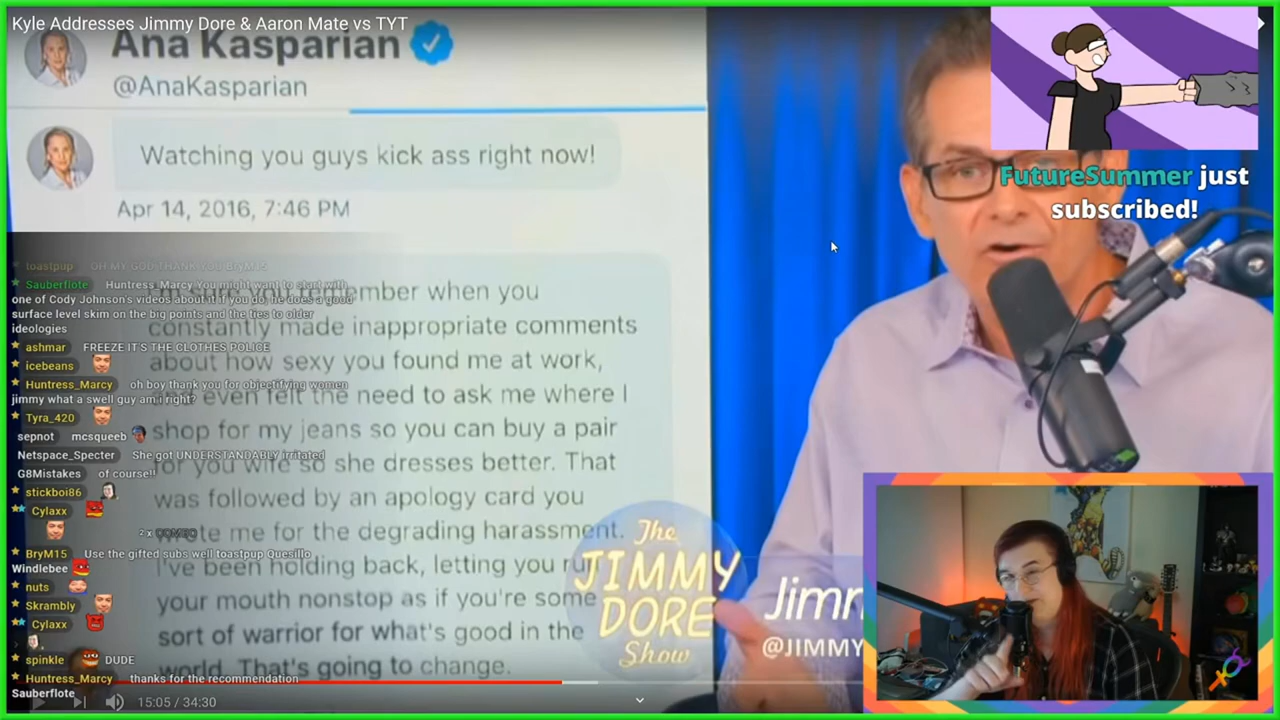 Kyle Addresses Jimmy Dore & Aaron Mate vs TYT
Ana Kasparian
@AnaKasparian
Watching you guys kick ass right now!
Apr 14, 2016, 7:46 PM
remember when you
constantly made inappropriate comments
about how sexy you found me at work,
even felt the need to ask me where I
shop for my jeans so you can buy a pair
for you wife so she dresses better. That
was followed by an apology card you
wrote me for the degrading harassment.
I've been holding back, letting you run
your mouth nonstop as if you're some
sort of warrior for what's good in the
world. That's going to change.
FutureSummer just
subscribed!
toastpup OH MY GOD THANK YOU BryM15
Sauberflote Huntress_Marcy You might want to start with
one of Cody Johnson's videos about it if you do, he does a good
surface level skim on the big points and the ties to older
ideologies
ashmar FREEZE IT'S THE CLOTHES POLICE
icebeans
Huntress_Marcy oh boy thank you for objectifying women
jimmy what a swell guy am i right?
Tyra_420
sepnot mcsqueeb
Netspace_Specter She got UNDERSTANDABLY irritated
G8Mistakes of course!!
stickboi86
Cylaxx
2 x COMBO
BryM15 Use the gifted subs well toastpup Quesillo
Windlebee
nuts
Skrambly
Cylaxx
spinkle DUDE
Huntress_Marcy thanks for the recommendation
Sauberflote
The
JIMMY
DORE
Show
Jimm
@JIMMY
15:05 / 34:30